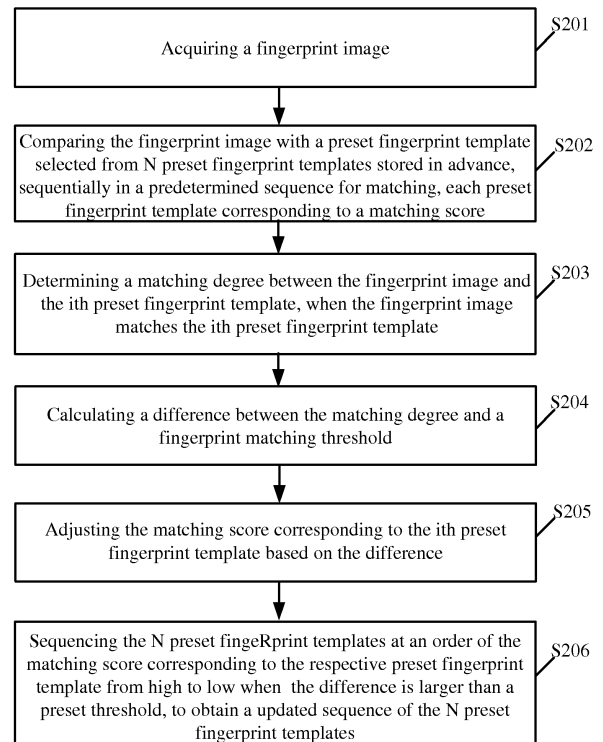 S201
Acquiring a fingerprint image
S202
Comparing the fingerprint image with a preset fingerprint template
selected from N preset fingerprint templates stored in advance,
sequentially in a predetermined sequence for matching, each preset
fingerprint template corresponding to a matching score
S203
Determining a matching degree between the fingerprint image and
the ith preset fingerprint template, when the fingerprint image
matches the ith preset fingerprint template
S204
Calculating a difference between the matching degree and a
fingerprint matching threshold
S205
Adjusting the matching score corresponding to the ith preset
fingerprint template based on the difference
S206
Sequencing the N preset fingeRprint templates at an order of the
matching score corresponding to the respective preset fingerprint
template from high to low when the difference is larger than a
preset threshold, to obtain a updated sequence of the N preset
fingerprint templates